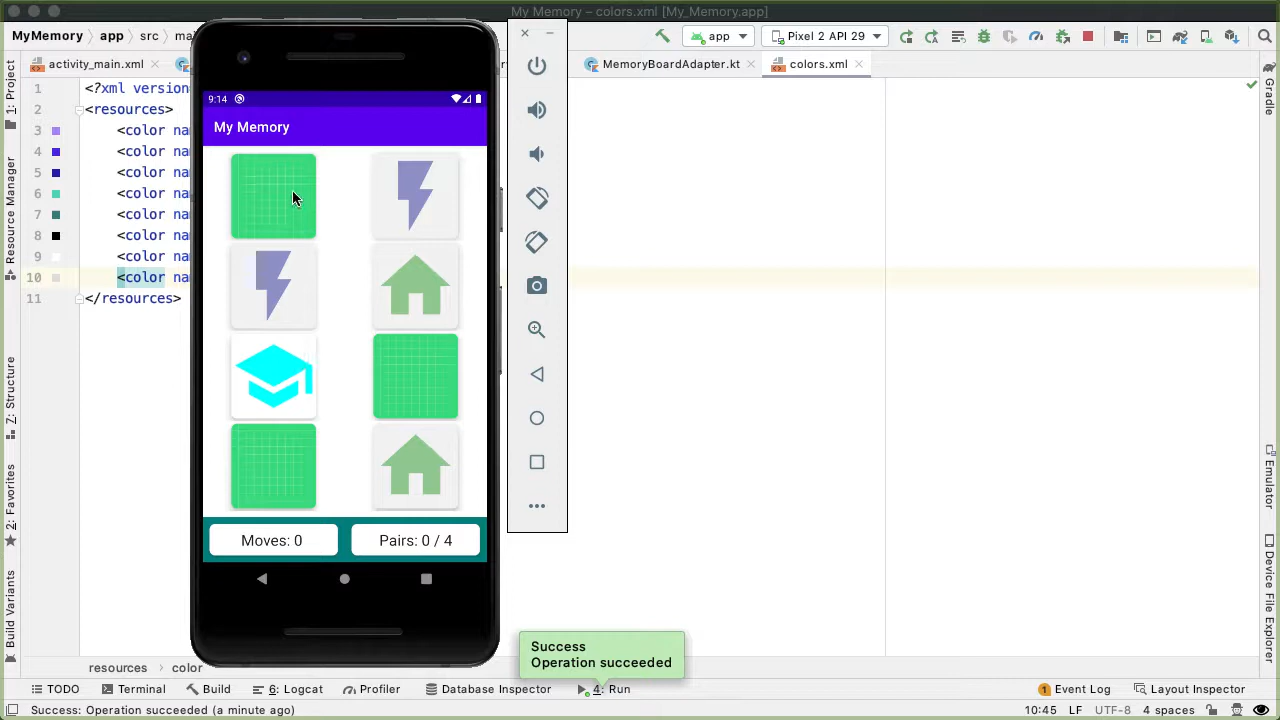 My Memory – colors.xml [My_Memory.app]
MyMemory
app
src
app
Pixel 2 API 29
activity_main.xml
MemoryBoardAdapter.kt
colors.xml
1 <?xml version
2 <resources>
3 <color na
4 <color na
5 <color na
6 <color na
7 <color na
8 <color na
9 <color na
10 <color na
11 </resources>
9:14
My Memory
Moves: 0
Pairs: 0 / 4
1: Project
Resource Manager
Z: Structure
2: Favorites
Build Variants
Gradle
Emulator
Device File Explorer
Success
Operation succeeded
resources
color
TODO
Terminal
Build
6: Logcat
Profiler
Database Inspector
4: Run
1
Event Log
Layout Inspector
Success: Operation succeeded (a minute ago)
10:45
LF
UTF-8
4 spaces